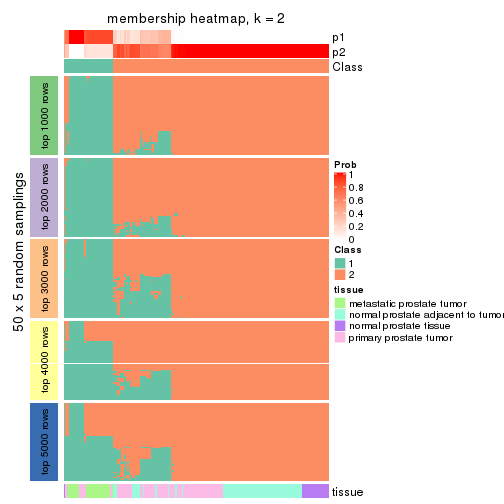 membership heatmap, k = 2
p1
p2
Class
50 x 5 random samplings
top 1000 rows
top 2000 rows
top 3000 rows
top 4000 rows
top 5000 rows
Prob
1
0.8
0.6
0.4
0.2
0
Class
1
2
tissue
metastatic prostate tumor
normal prostate adjacent to tumor
normal prostate tissue
primary prostate tumor
tissue